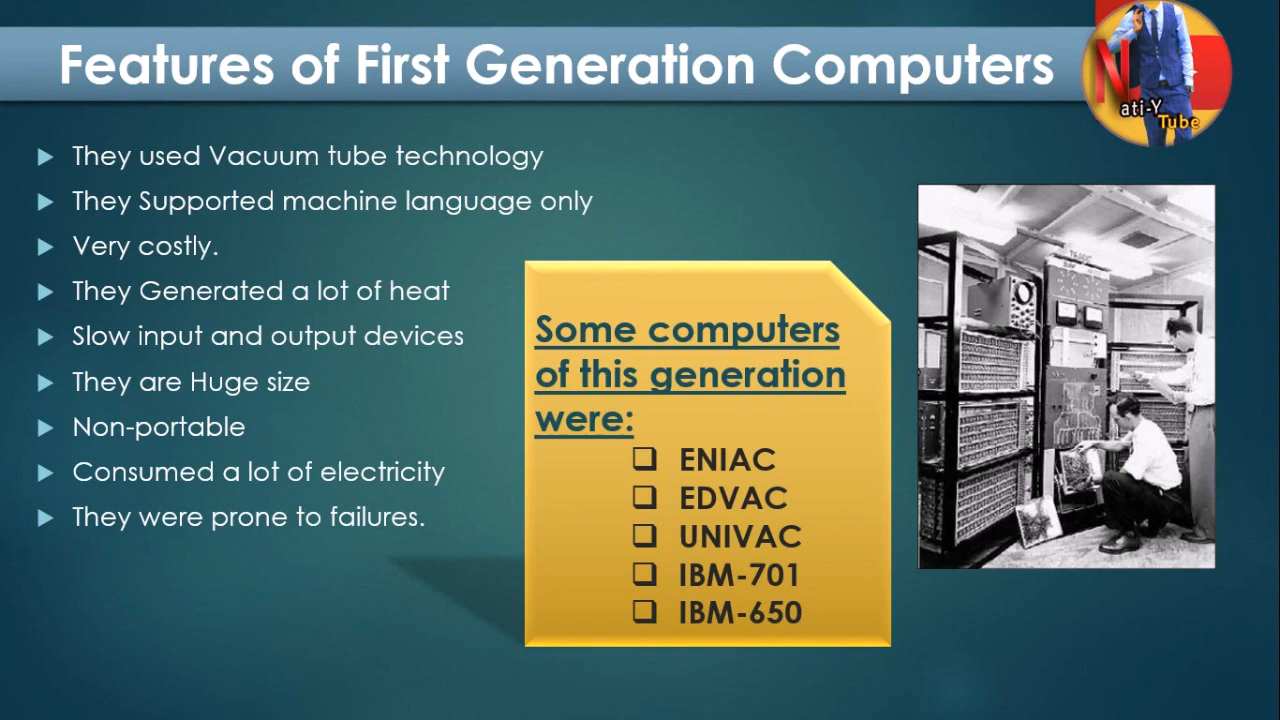 Features of First Generation Computers
N
ati-Y
Tube
They used Vacuum tube technology
They Supported machine language only
Very costly.
They Generated a lot of heat
Slow input and output devices
They are Huge size
Non-portable
Consumed a lot of electricity
They were prone to failures.
Some computers
of this generation
were:
ENIAC
EDVAC
UNIVAC
IBM-701
IBM-650